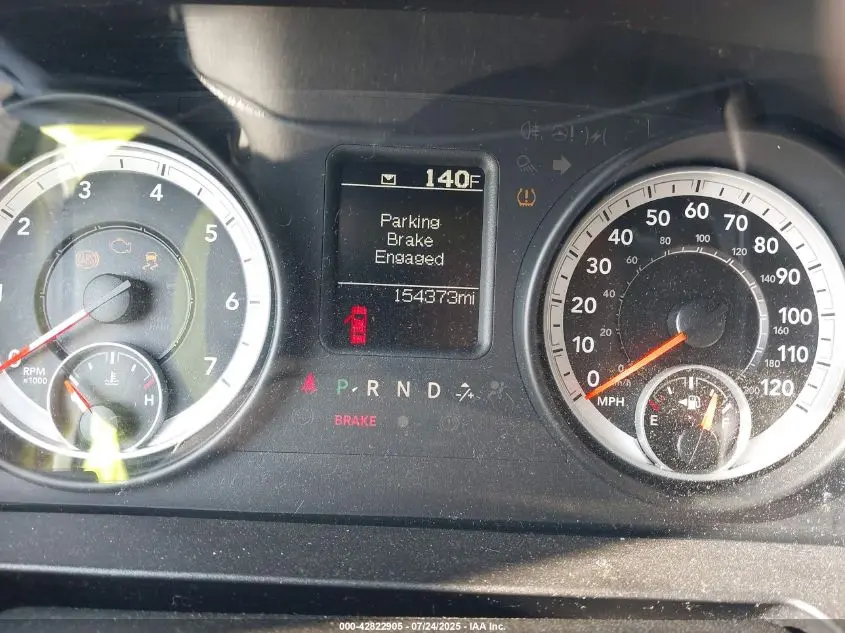 140F
Parking
Brake
Engaged
154373mi
2 3 4 5 6 7
RPM
x1000
H
P R N D -/+
BRAKE
0 10 20 30 40 50 60 70 80 90 100 110 120
20 40 60 80 100 120 140 160 180 200
MPH
E F
000-42822905 - 07/24/2025 - IAA Inc.